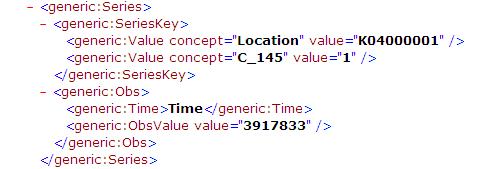 - <generic:Series>
- <generic:SeriesKey>
<generic:Value concept="Location" value="K04000001" />
<generic:Value concept="C_145" value="1" />
</generic:SeriesKey>
- <generic:Obs>
<generic:Time>Time</generic:Time>
<generic:ObsValue value="3917833" />
</generic:Obs>
</generic:Series>